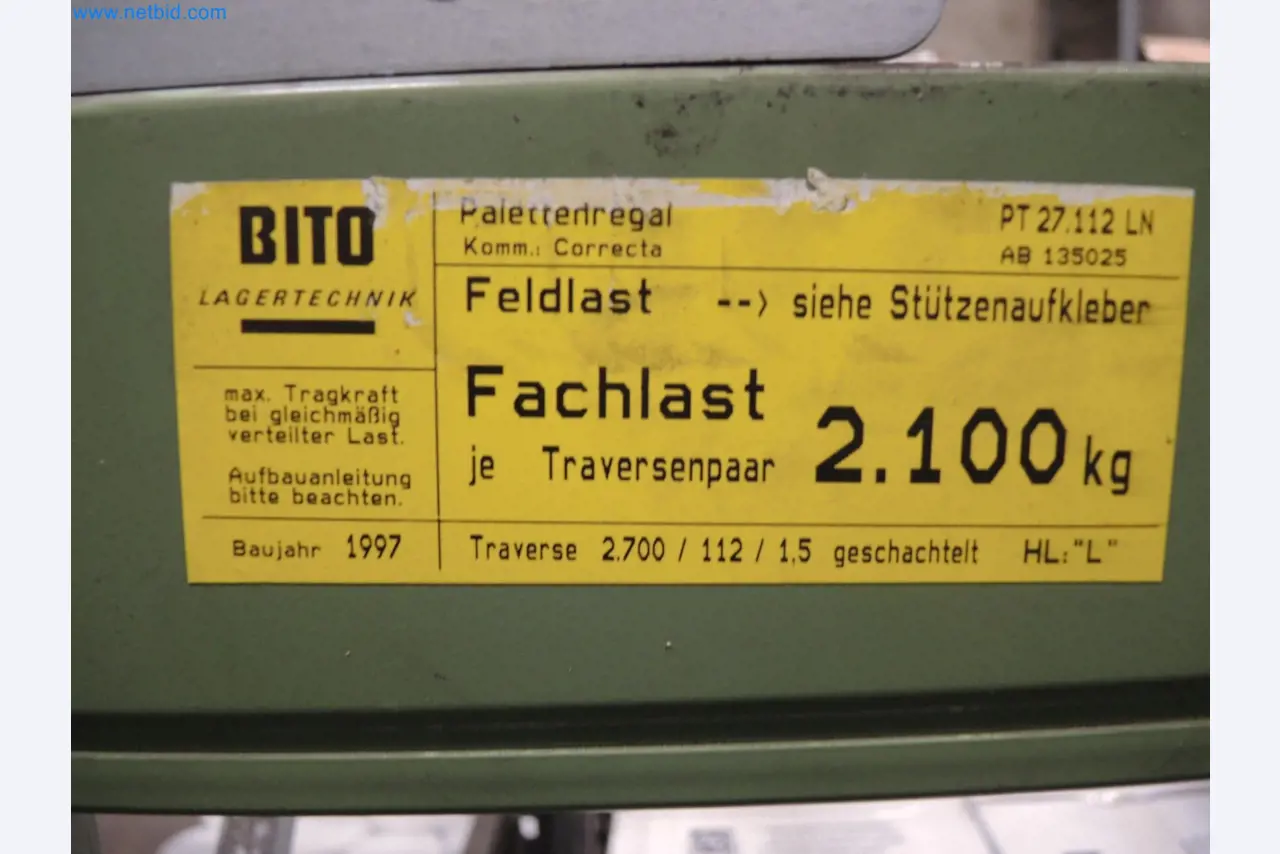 www.netbid.com
BITO
LAGERTECHNIK
max. Tragkraft
bei gleichmäßig
verteilter Last.
Aufbauanleitung
bitte beachten.
Baujahr 1997
Palettenregal
Komm.: Correcta
PT 27.112 LN
AB 135025
Feldlast --> siehe Stützenaufkleber
Fachlast
je Traversenpaar 2.100 kg
Traverse 2.700 / 112 / 1,5 geschachtelt HL: "L"